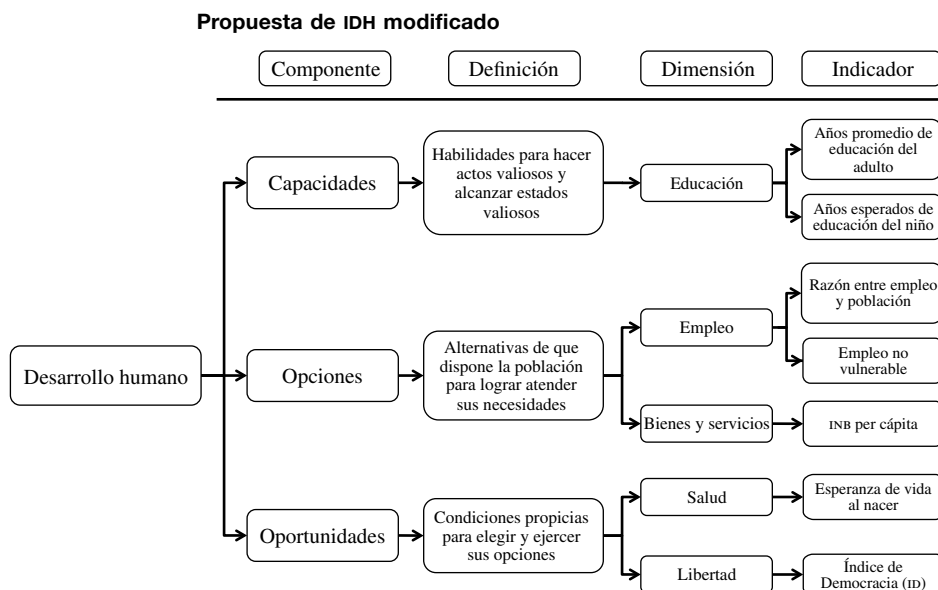 Propuesta de IDH modificado
Componente
Definición
Dimensión
Indicador
Desarrollo humano
Capacidades
Habilidades para hacer
actos valiosos y
alcanzar estados
valiosos
Educación
Años promedio de
educación del
adulto
Años esperados de
educación del niño
Opciones
Alternativas de que
dispone la población
para lograr atender
sus necesidades
Empleo
Razón entre empleo
y población
Empleo no
vulnerable
Bienes y servicios
INB per cápita
Oportunidades
Condiciones propicias
para elegir y ejercer
sus opciones
Salud
Esperanza de vida
al nacer
Libertad
Índice de
Democracia (ID)